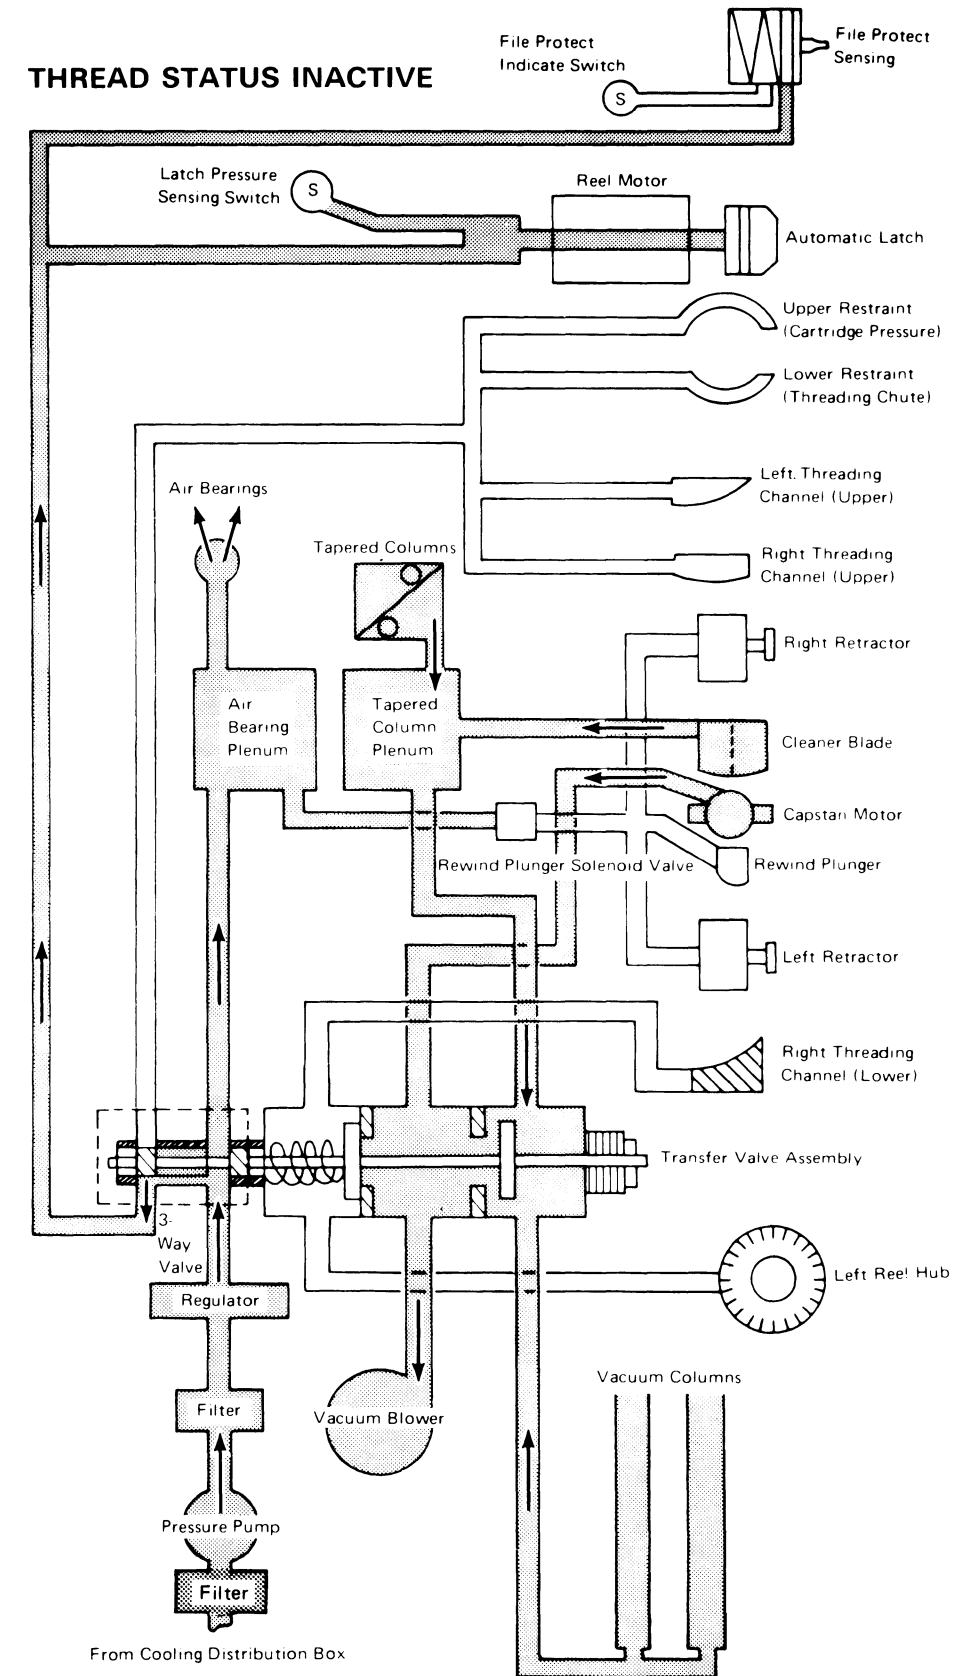 File Protect
Indicate Switch
File Protect
Sensing
THREAD STATUS INACTIVE
S
Latch Pressure
Sensing Switch
S
Reel Motor
Automatic Latch
Upper Restraint
(Cartridge Pressure)
Lower Restraint
(Threading Chute)
Left Threading
Channel (Upper)
Air Bearings
Tapered Columns
Right Threading
Channel (Upper)
Right Retractor
Air
Bearing
Plenum
Tapered
Column
Plenum
Cleaner Blade
Capstan Motor
Rewind Plunger Solenoid Valve
Rewind Plunger
Left Retractor
Right Threading
Channel (Lower)
Transfer Valve Assembly
3-
Way
Valve
Regulator
Left Reel Hub
Vacuum Columns
Filter
Vacuum Blower
Pressure Pump
Filter
From Cooling Distribution Box